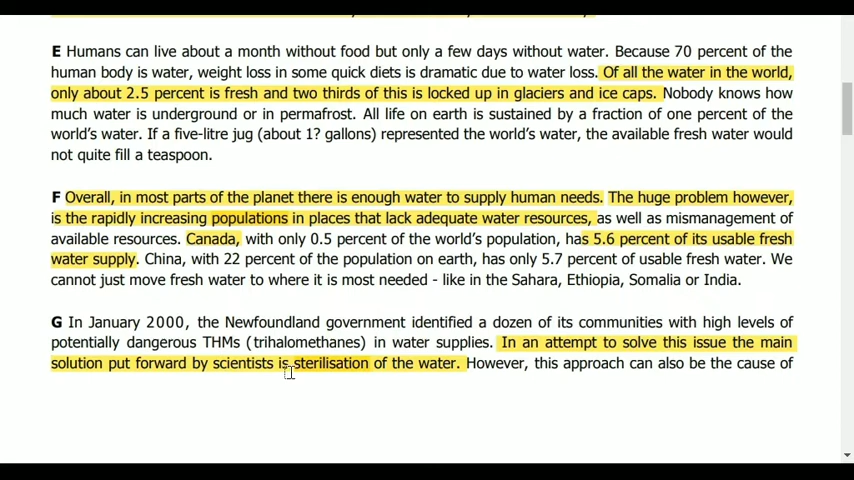 E Humans can live about a month without food but only a few days without water. Because 70 percent of the
human body is water, weight loss in some quick diets is dramatic due to water loss. Of all the water in the world,
only about 2.5 percent is fresh and two thirds of this is locked up in glaciers and ice caps. Nobody knows how
much water is underground or in permafrost. All life on earth is sustained by a fraction of one percent of the
world's water. If a five-litre jug (about 1? gallons) represented the world's water, the available fresh water would
not quite fill a teaspoon.
F Overall, in most parts of the planet there is enough water to supply human needs. The huge problem however,
is the rapidly increasing populations in places that lack adequate water resources, as well as mismanagement of
available resources. Canada, with only 0.5 percent of the world's population, has 5.6 percent of its usable fresh
water supply. China, with 22 percent of the population on earth, has only 5.7 percent of usable fresh water. We
cannot just move fresh water to where it is most needed - like in the Sahara, Ethiopia, Somalia or India.
G In January 2000, the Newfoundland government identified a dozen of its communities with high levels of
potentially dangerous THMs (trihalomethanes) in water supplies. In an attempt to solve this issue the main
solution put forward by scientists is sterilisation of the water. However, this approach can also be the cause of